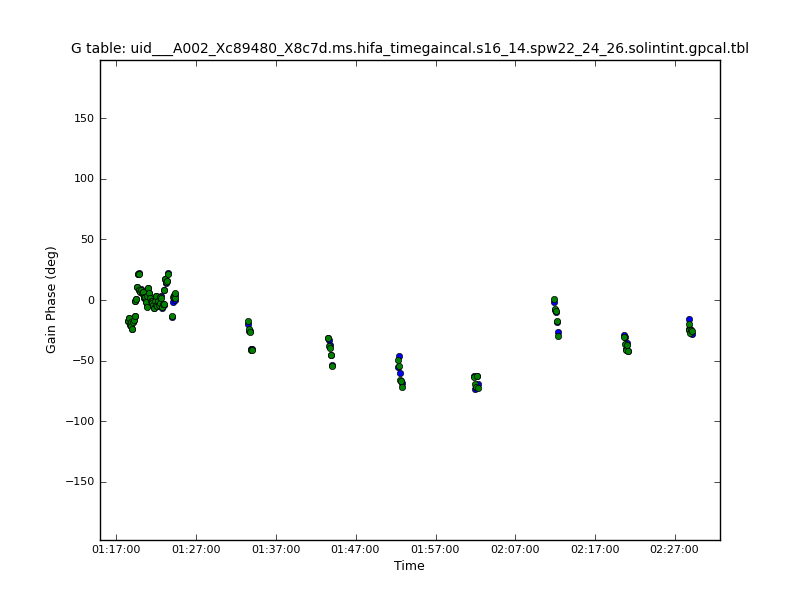 G table: uid___A002_Xc89480_X8c7d.ms.hifa_timegaincal.s16_14.spw22_24_26.solintint.gpcal.tbl
150
100
50
0
−50
−100
−150
Gain Phase (deg)
01:17:00 01:27:00 01:37:00 01:47:00 01:57:00 02:07:00 02:17:00 02:27:00
Time